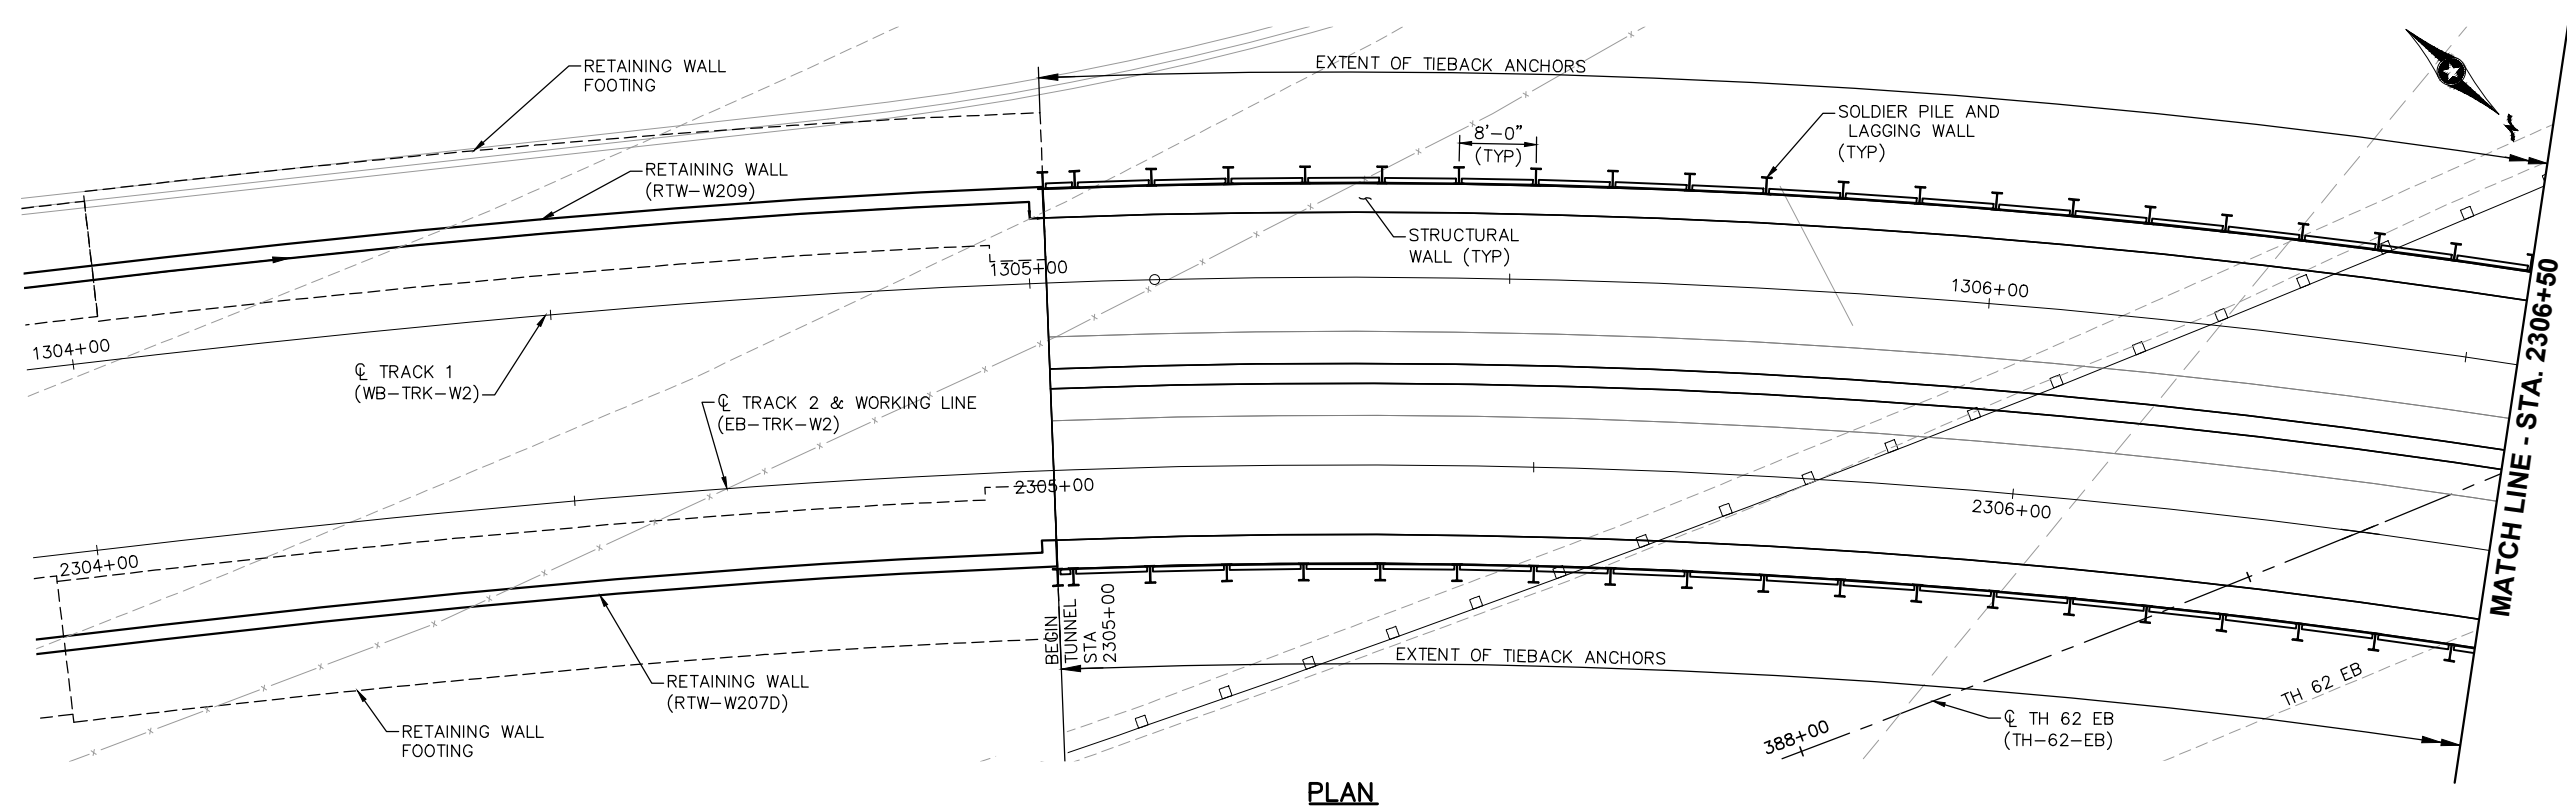 RETAINING WALL
FOOTING
EXTENT OF TIEBACK ANCHORS
SOLDIER PILE AND
LAGGING WALL
(TYP)
8'-0"
(TYP)
RETAINING WALL
(RTW-W209)
STRUCTURAL
WALL (TYP)
1305+00
1306+00
1304+00
℄ TRACK 1
(WB-TRK-W2)
℄ TRACK 2 & WORKING LINE
(EB-TRK-W2)
MATCH LINE - STA. 2306+50
2305+00
2306+00
2304+00
BEGIN
TUNNEL
STA
2305+00
EXTENT OF TIEBACK ANCHORS
RETAINING WALL
(RTW-W207D)
RETAINING WALL
FOOTING
TH 62 EB
388+00
℄ TH 62 EB
(TH-62-EB)
PLAN